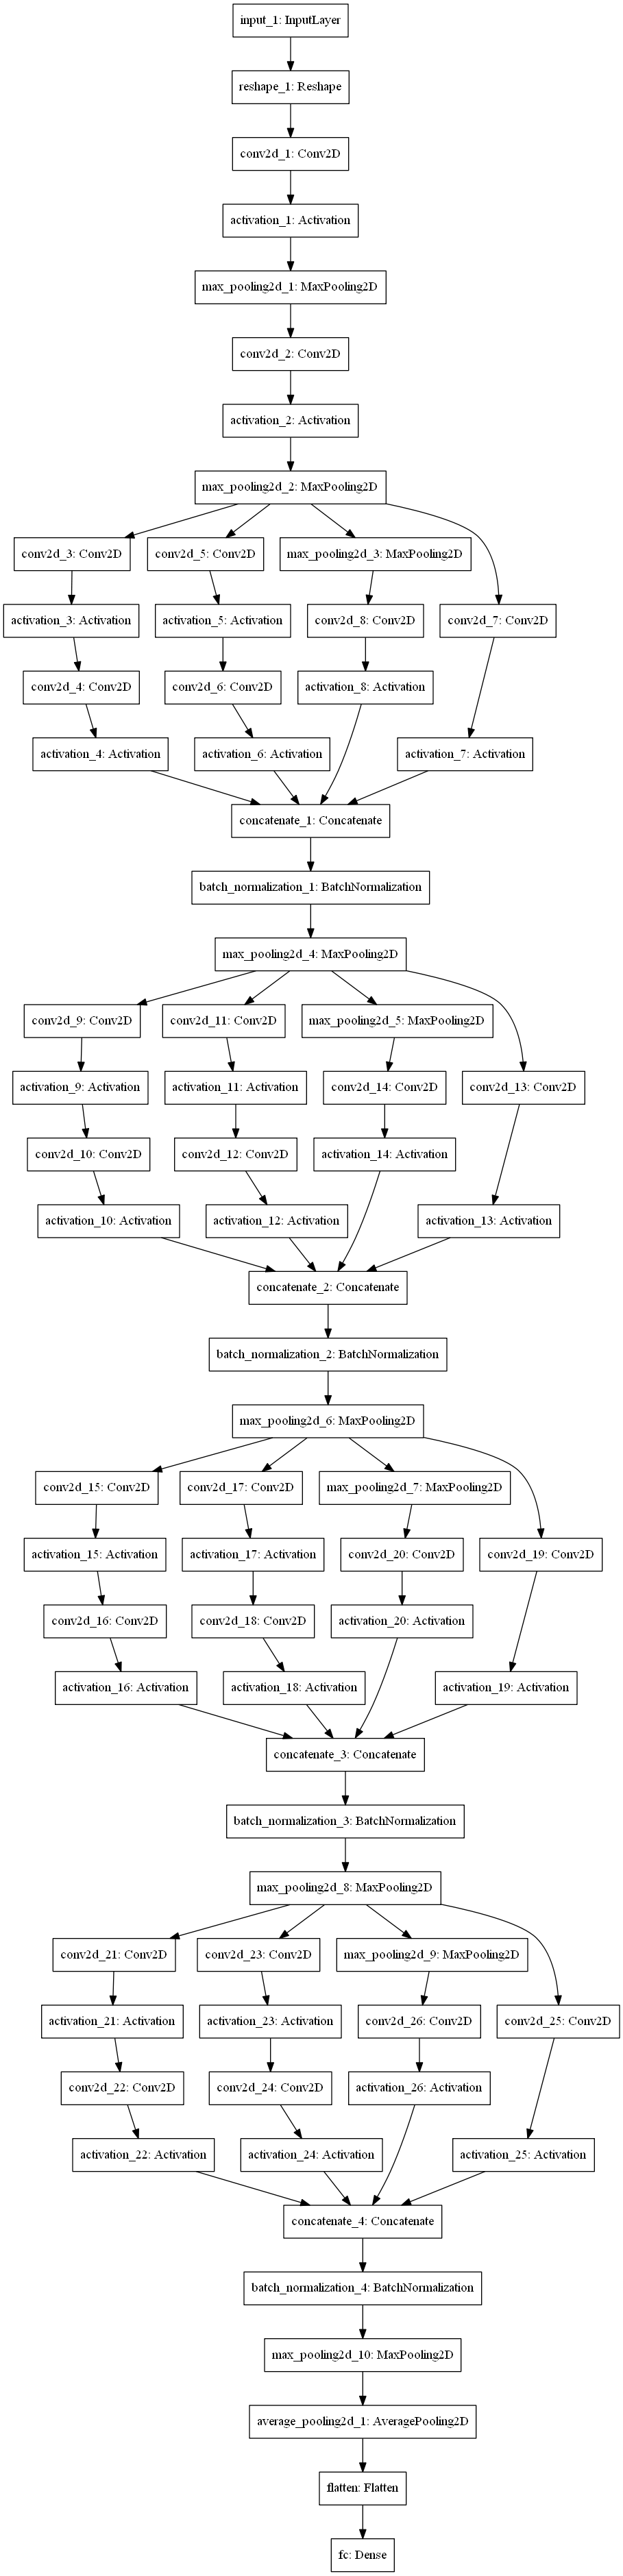 input_1: InputLayer
reshape_1: Reshape
conv2d_1: Conv2D
activation_1: Activation
max_pooling2d_1: MaxPooling2D
conv2d_2: Conv2D
activation_2: Activation
max_pooling2d_2: MaxPooling2D
conv2d_3: Conv2D
conv2d_5: Conv2D
max_pooling2d_3: MaxPooling2D
activation_3: Activation
activation_5: Activation
conv2d_8: Conv2D
conv2d_7: Conv2D
conv2d_4: Conv2D
conv2d_6: Conv2D
activation_8: Activation
activation_4: Activation
activation_6: Activation
activation_7: Activation
concatenate_1: Concatenate
batch_normalization_1: BatchNormalization
max_pooling2d_4: MaxPooling2D
conv2d_9: Conv2D
conv2d_11: Conv2D
max_pooling2d_5: MaxPooling2D
activation_9: Activation
activation_11: Activation
conv2d_14: Conv2D
conv2d_13: Conv2D
conv2d_10: Conv2D
conv2d_12: Conv2D
activation_14: Activation
activation_10: Activation
activation_12: Activation
activation_13: Activation
concatenate_2: Concatenate
batch_normalization_2: BatchNormalization
max_pooling2d_6: MaxPooling2D
conv2d_15: Conv2D
conv2d_17: Conv2D
max_pooling2d_7: MaxPooling2D
activation_15: Activation
activation_17: Activation
conv2d_20: Conv2D
conv2d_19: Conv2D
conv2d_16: Conv2D
conv2d_18: Conv2D
activation_20: Activation
activation_16: Activation
activation_18: Activation
activation_19: Activation
concatenate_3: Concatenate
batch_normalization_3: BatchNormalization
max_pooling2d_8: MaxPooling2D
conv2d_21: Conv2D
conv2d_23: Conv2D
max_pooling2d_9: MaxPooling2D
activation_21: Activation
activation_23: Activation
conv2d_26: Conv2D
conv2d_25: Conv2D
conv2d_22: Conv2D
conv2d_24: Conv2D
activation_26: Activation
activation_22: Activation
activation_24: Activation
activation_25: Activation
concatenate_4: Concatenate
batch_normalization_4: BatchNormalization
max_pooling2d_10: MaxPooling2D
average_pooling2d_1: AveragePooling2D
flatten: Flatten
fc: Dense